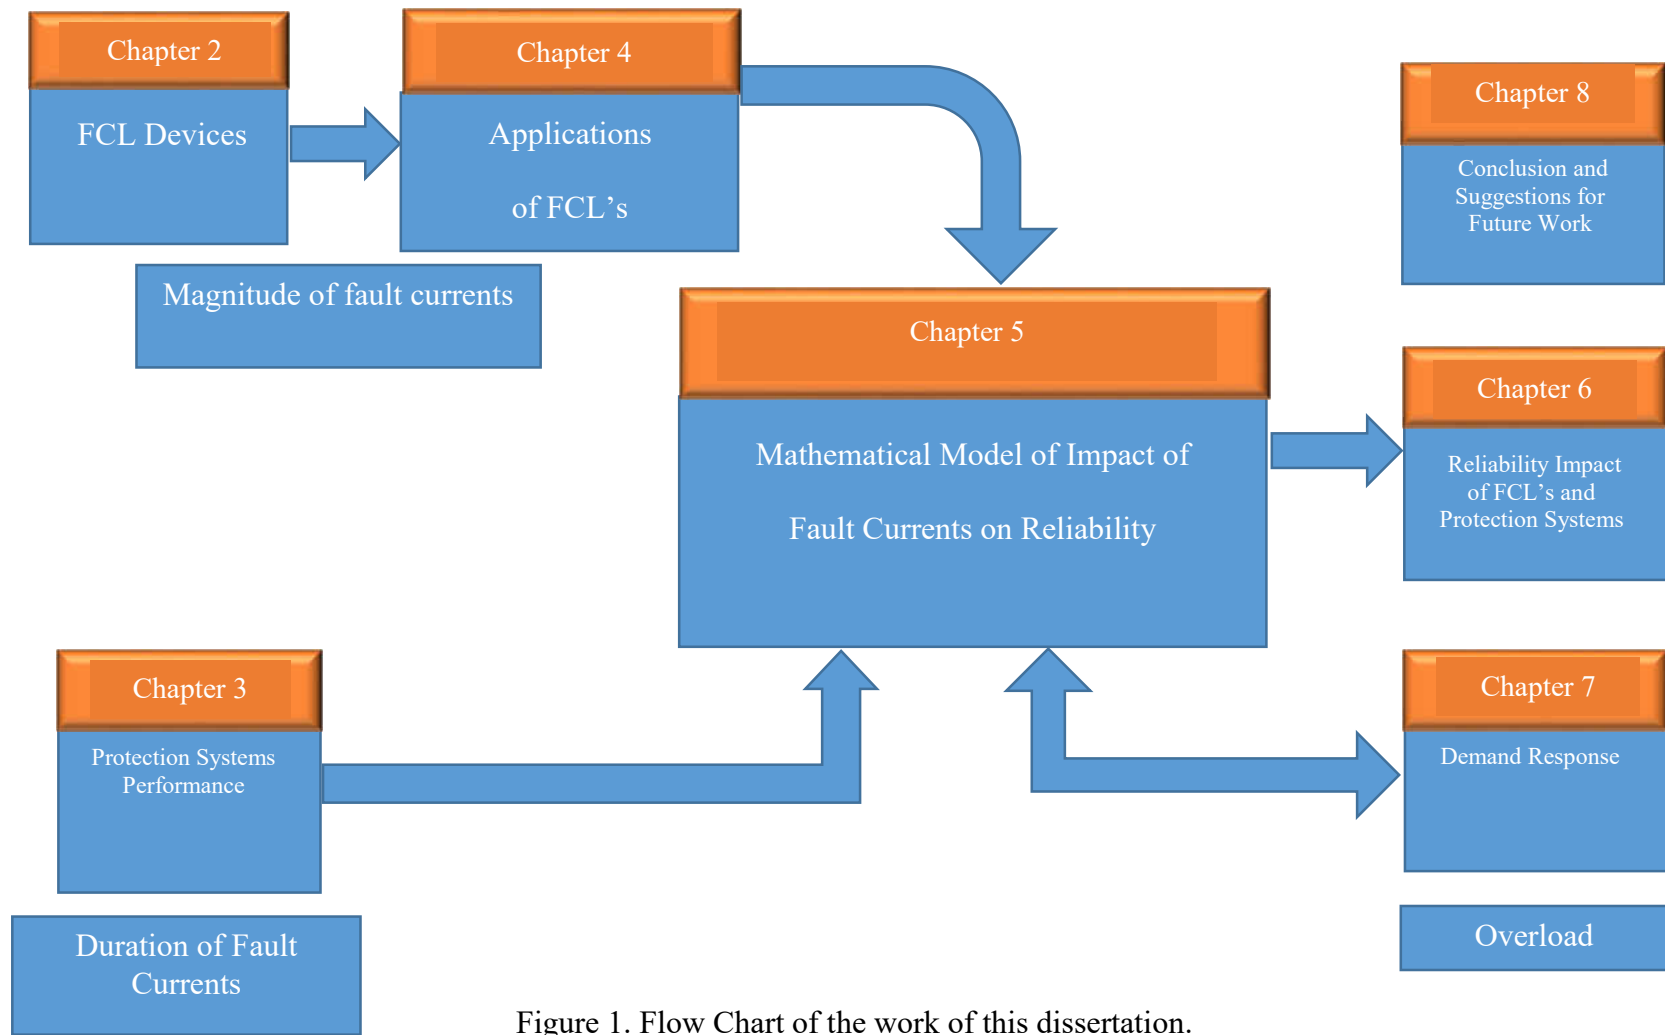 Chapter 2
FCL Devices
Chapter 4
Applications
of FCL’s
Magnitude of fault currents
Chapter 8
Conclusion and
Suggestions for
Future Work
Chapter 5
Mathematical Model of Impact of
Fault Currents on Reliability
Chapter 6
Reliability Impact
of FCL’s and
Protection Systems
Chapter 3
Protection Systems
Performance
Chapter 7
Demand Response
Duration of Fault
Currents
Overload
Figure 1. Flow Chart of the work of this dissertation.